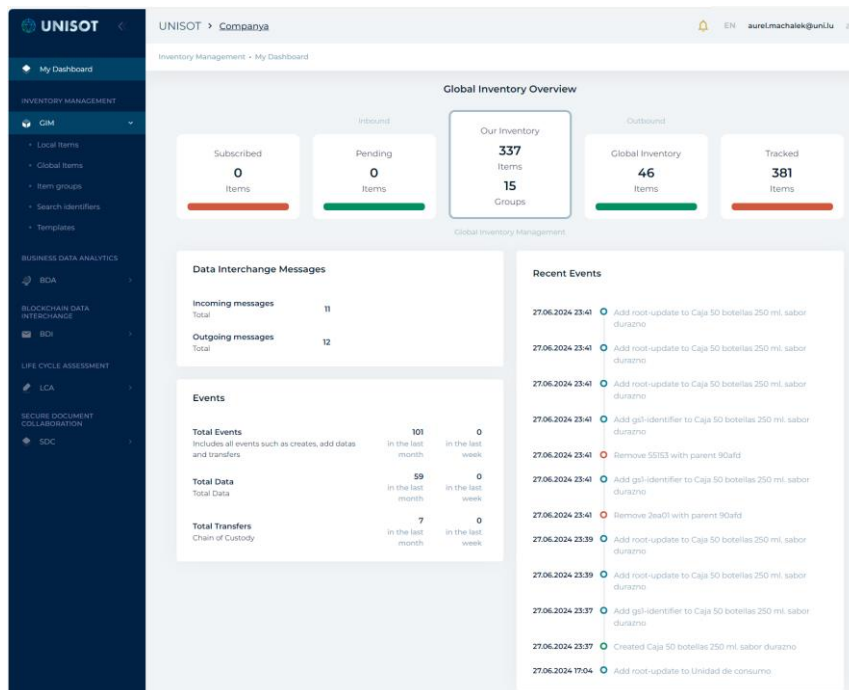 UNISOT
UNISOT > Companya
EN aurel.machalek@uni.lu
My Dashboard
Inventory Management • My Dashboard
INVENTORY MANAGEMENT
GIM
• Local Items
• Global Items
• Item groups
• Search identifiers
• Templates
BUSINESS DATA ANALYTICS
BDA
BLOCKCHAIN DATA
INTERCHANGE
BDI
LIFE CYCLE ASSESSMENT
LCA
SECURE DOCUMENT
COLLABORATION
SDC
Global Inventory Overview
Inbound
Outbound
Subscribed
0
Items
Pending
0
Items
Our Inventory
337
Items
15
Groups
Global Inventory
46
Items
Tracked
381
Items
Global Inventory Management
Data Interchange Messages
Incoming messages 11
Total
Outgoing messages 12
Total
Events
Total Events 101 0
Includes all events such as creates, add datas in the last in the last
and transfers month week
Total Data 59 0
Total Data in the last in the last
month week
Total Transfers 7 0
Chain of Custody in the last in the last
month week
Recent Events
27.06.2024 23:41 Add root-update to Caja 50 botellas 250 ml. sabor
durazno
27.06.2024 23:41 Add root-update to Caja 50 botellas 250 ml. sabor
durazno
27.06.2024 23:41 Add root-update to Caja 50 botellas 250 ml. sabor
durazno
27.06.2024 23:41 Add gs1-identifier to Caja 50 botellas 250 ml. sabor
durazno
27.06.2024 23:41 Remove 55153 with parent 90afd
27.06.2024 23:41 Add gs1-identifier to Caja 50 botellas 250 ml. sabor
durazno
27.06.2024 23:41 Remove 2ea01 with parent 90afd
27.06.2024 23:39 Add root-update to Caja 50 botellas 250 ml. sabor
durazno
27.06.2024 23:39 Add root-update to Caja 50 botellas 250 ml. sabor
durazno
27.06.2024 23:37 Add gs1-identifier to Caja 50 botellas 250 ml. sabor
durazno
27.06.2024 23:37 Created Caja 50 botellas 250 ml. sabor durazno
27.06.2024 17:04 Add root-update to Unidad de consumo